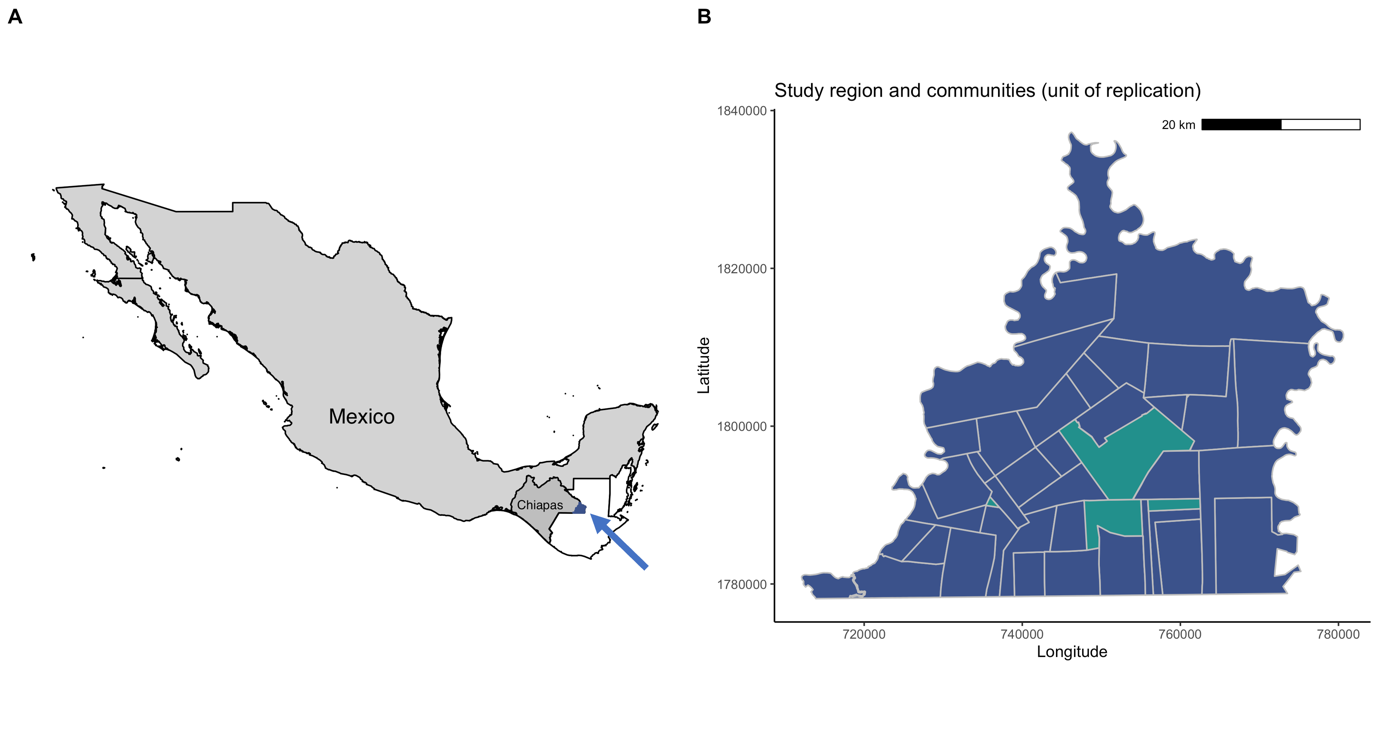 A
B
Study region and communities (unit of replication)
1840000
20 km
1820000
Latitude
Mexico
1800000
Chiapas
1780000
720000
740000
760000
780000
Longitude